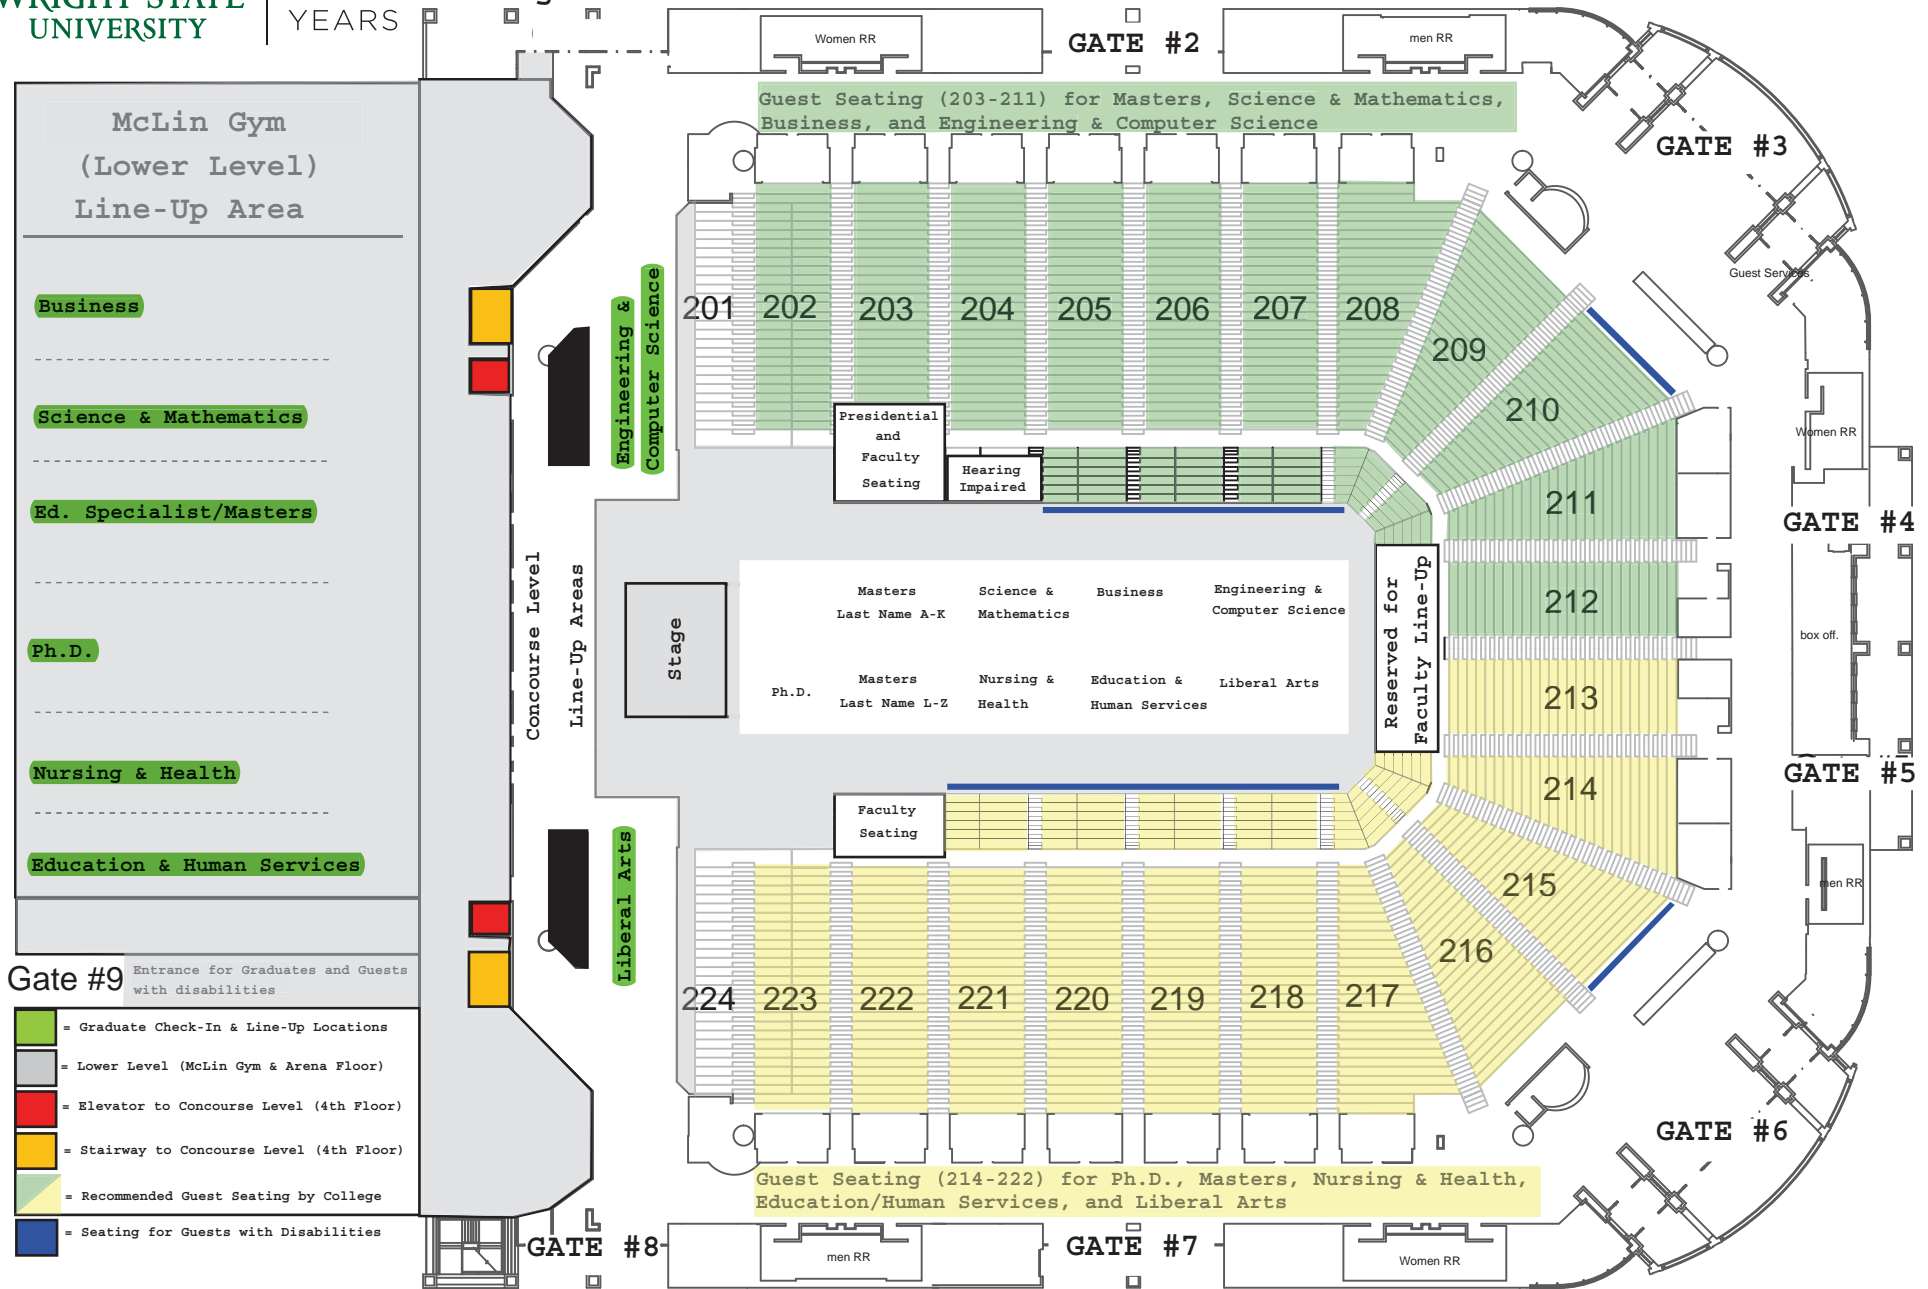 WRIGHT STATE
UNIVERSITY
YEARS
Women RR
GATE #2
men RR
Guest Seating (203-211) for Masters, Science & Mathematics,
Business, and Engineering & Computer Science
GATE #3
Guest Services
McLin Gym
(Lower Level)
Line-Up Area
Business
Science & Mathematics
Ed. Specialist/Masters
Ph.D.
Nursing & Health
Education & Human Services
Engineering &
Computer Science
201
202
203
204
205
206
207
208
209
210
211
212
213
214
215
216
217
218
219
220
221
222
223
224
Presidential
and
Faculty
Seating
Hearing
Impaired
Women RR
GATE #4
box off.
GATE #5
men RR
Concourse Level
Line-Up Areas
Stage
Masters
Last Name A-K
Science &
Mathematics
Business
Engineering &
Computer Science
Ph.D.
Masters
Last Name L-Z
Nursing &
Health
Education &
Human Services
Liberal Arts
Reserved for
Faculty Line-Up
Faculty
Seating
Liberal Arts
Gate #9
Entrance for Graduates and Guests
with disabilities
= Graduate Check-In & Line-Up Locations
= Lower Level (McLin Gym & Arena Floor)
= Elevator to Concourse Level (4th Floor)
= Stairway to Concourse Level (4th Floor)
= Recommended Guest Seating by College
= Seating for Guests with Disabilities
GATE #6
Guest Seating (214-222) for Ph.D., Masters, Nursing & Health,
Education/Human Services, and Liberal Arts
GATE #8
men RR
GATE #7
Women RR